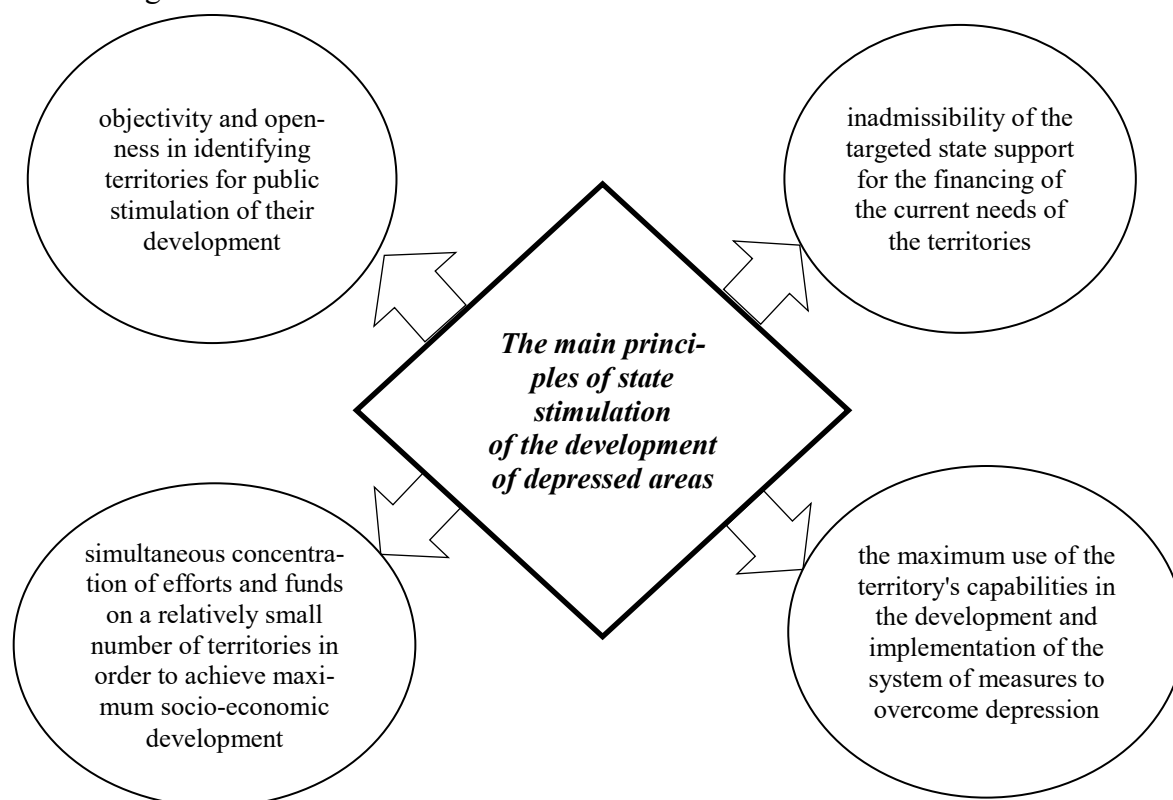 objectivity and open-
ness in identifying
territories for public
stimulation of their
development
inadmissibility of the
targeted state support
for the financing of
the current needs of
the territories
The main princi-
ples of state
stimulation
of the development
of depressed areas
simultaneous concentra-
tion of efforts and funds
on a relatively small
number of territories in
order to achieve maxi-
mum socio-economic
development
the maximum use of the
territory's capabilities in
the development and
implementation of the
system of measures to
overcome depression